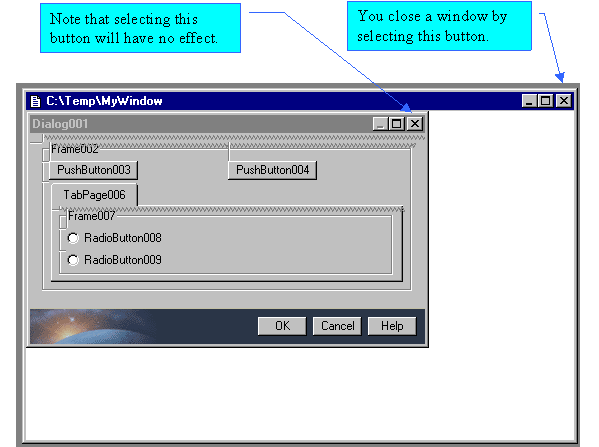 Note that selecting this
button will have no effect.
You close a window by
selecting this button.
C:\Temp\MyWindow
Dialog001
Frame002
PushButton003 PushButton004
TabPage006
Frame007
RadioButton008
RadioButton009
OK Cancel Help